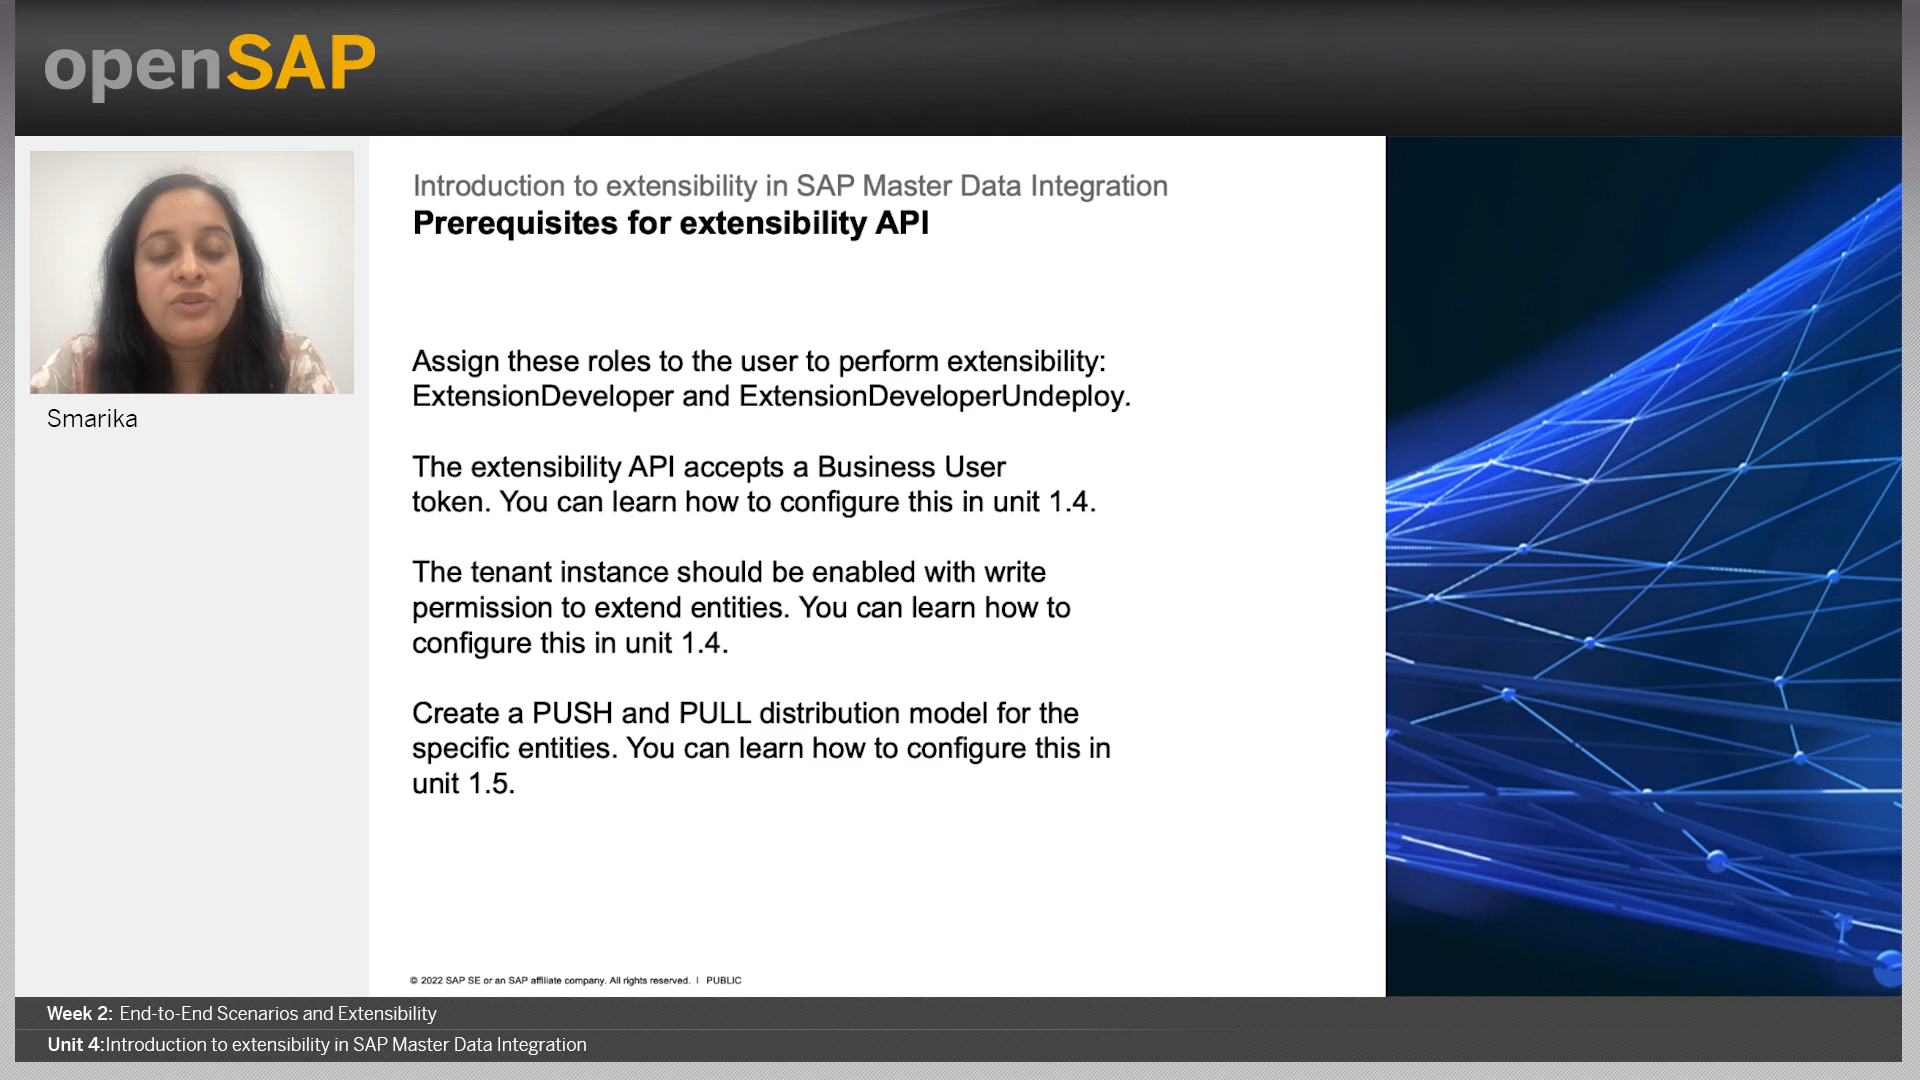 openSAP
Smarika
Introduction to extensibility in SAP Master Data Integration
Prerequisites for extensibility API
Assign these roles to the user to perform extensibility:
ExtensionDeveloper and ExtensionDeveloperUndeploy.
The extensibility API accepts a Business User
token. You can learn how to configure this in unit 1.4.
The tenant instance should be enabled with write
permission to extend entities. You can learn how to
configure this in unit 1.4.
Create a PUSH and PULL distribution model for the
specific entities. You can learn how to configure this in
unit 1.5.
© 2022 SAP SE or an SAP affiliate company. All rights reserved. I PUBLIC
Week 2: End-to-End Scenarios and Extensibility
Unit 4:Introduction to extensibility in SAP Master Data Integration